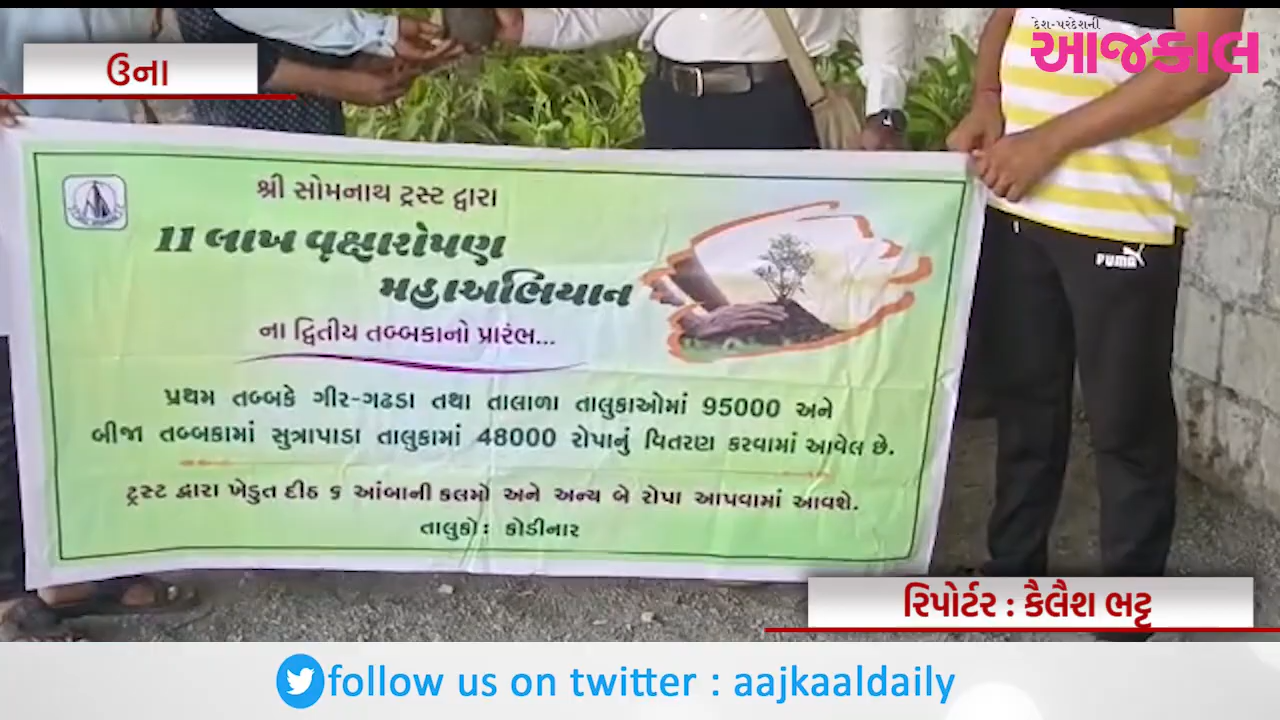 દેશ-પરદેશની
આજકાલ
ઉના
શ્રી સોમનાથ ટ્રસ્ટ દ્વારા
11 લાખ વૃક્ષારોપણ
મહાઅભિયાન
ના દ્વિતીય તબ્બકાનો પ્રારંભ...
પ્રથમ તબ્બકે ગીર-ગઢડા તથા તાલાળા તાલુકાઓમાં 95000 અને
બીજા તબ્બકામાં સુત્રાપાડા તાલુકામાં 48000 રોપાનું વિતરણ કરવામાં આવેલ છે.
ટ્રસ્ટ દ્વારા ખેડુત દીઠ ૬ આંબાની કલમો અને અન્ય બે રોપા આપવામાં આવશે.
તાલુકો: કોડીનાર
PUMA
રિપોર્ટર : કૈલૈશ ભટ્ટ
follow us on twitter : aajkaaldaily